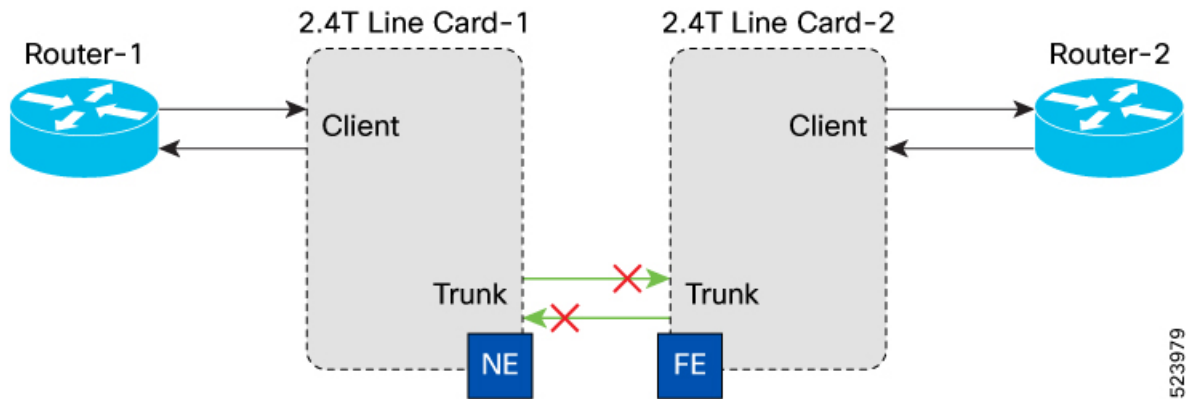 2.4T Line Card-1
2.4T Line Card-2
Router-1
Router-2
Client
Client
Trunk
Trunk
NE
FE
523979